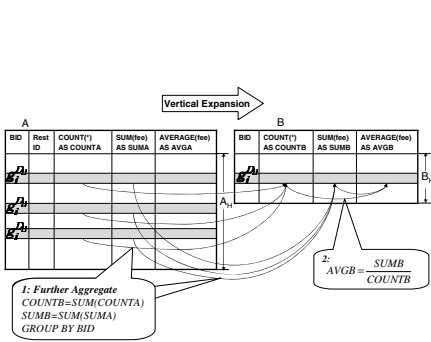 Vertical Expansion
A
BID Rest ID COUNT(*) AS COUNTA SUM(fee) AS SUMA AVERAGE(fee) AS AVGA
B
BID COUNT(*) AS COUNTB SUM(fee) AS SUMB AVERAGE(fee) AS AVGB
A_H
1: Further Aggregate
COUNTB=SUM(COUNTA)
SUMB=SUM(SUMA)
GROUP BY BID
2:
AVGB = SUMB / COUNTB